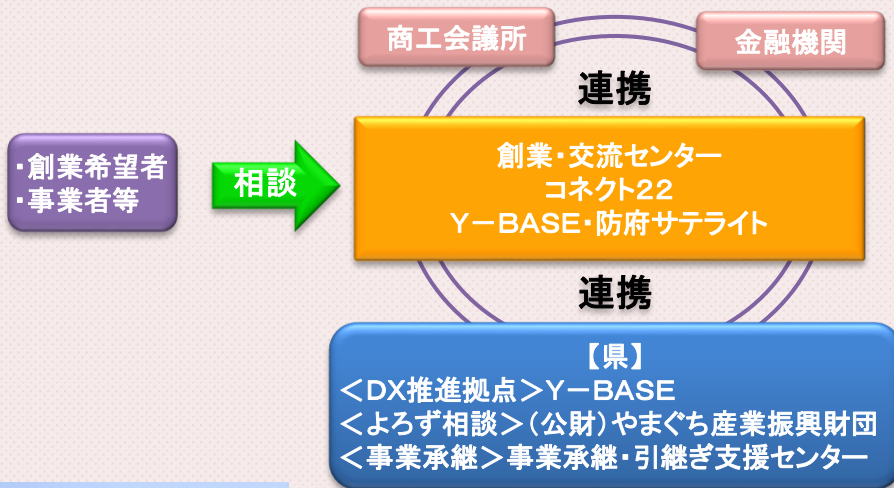 商工会議所
金融機関
連携
・創業希望者
・事業者等
相談
創業・交流センター
コネクト22
Y－BASE・防府サテライト
連携
【県】
＜DX推進拠点＞Y－BASE
＜よろず相談＞（公財）やまぐち産業振興財団
＜事業承継＞事業承継・引継ぎ支援センター